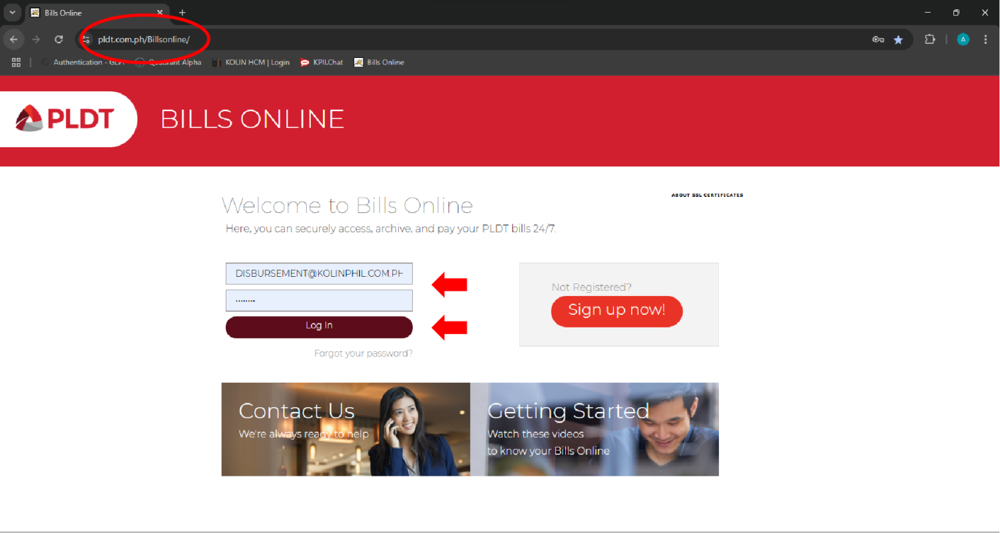 Bills Online
pldt.com.ph/Billsonline/
A
Authentication - GLPI
Quadrant Alpha
KOLIN HCM | Login
KPILChat
Bills Online
PLDT
BILLS ONLINE
Welcome to Bills Online
ABOUT SSL CERTIFICATES
Here, you can securely access, archive, and pay your PLDT bills 24/7.
DISBURSEMENT@KOLINPHIL.COM.PH
Not Registered?
Sign up now!
Log In
Forgot your password?
Contact Us
We're always ready to help
Getting Started
Watch these videos
to know your Bills Online